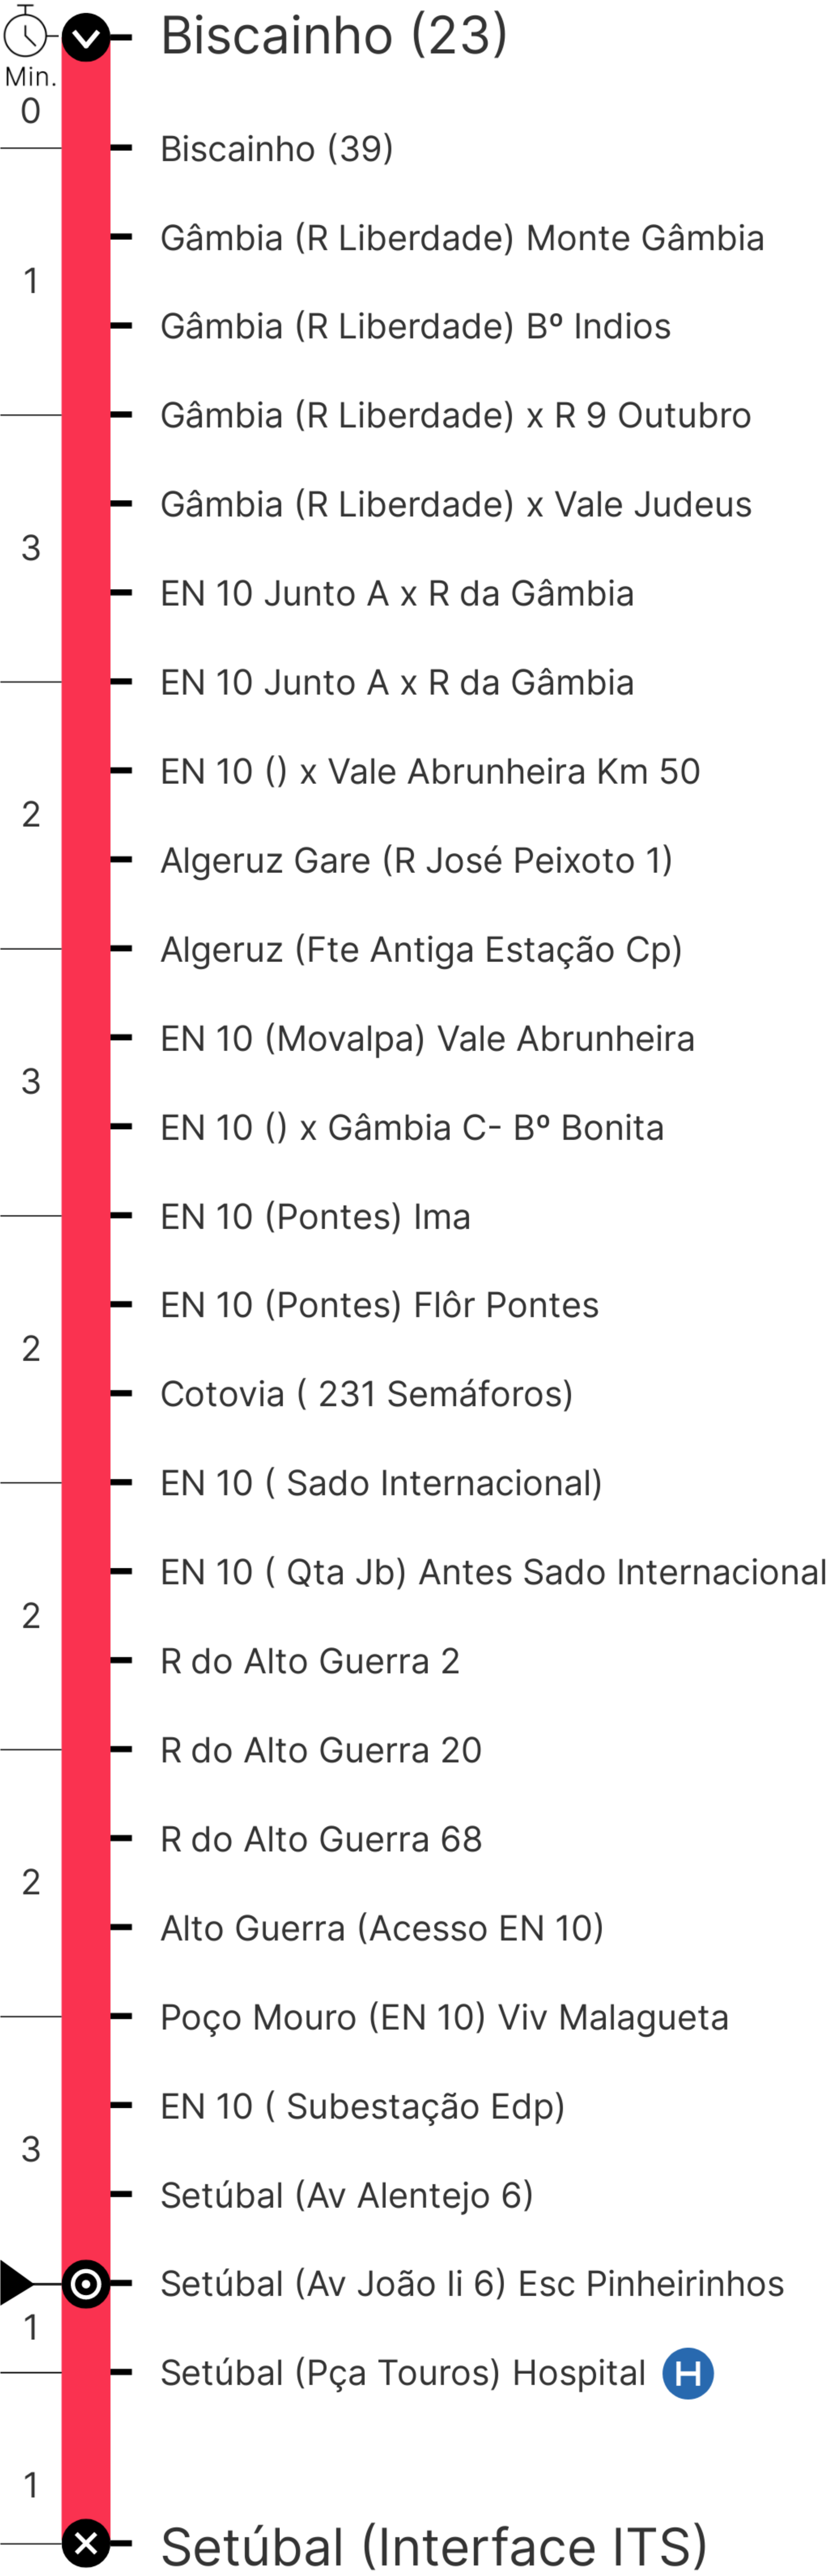 Biscainho (23)
Min.
0
Biscainho (39)
Gâmbia (R Liberdade) Monte Gâmbia
1
Gâmbia (R Liberdade) Bº Indios
Gâmbia (R Liberdade) x R 9 Outubro
Gâmbia (R Liberdade) x Vale Judeus
3
EN 10 Junto A x R da Gâmbia
EN 10 Junto A x R da Gâmbia
EN 10 () x Vale Abrunheira Km 50
2
Algeruz Gare (R José Peixoto 1)
Algeruz (Fte Antiga Estação Cp)
EN 10 (Movalpa) Vale Abrunheira
3
EN 10 () x Gâmbia C- Bº Bonita
EN 10 (Pontes) Ima
EN 10 (Pontes) Flôr Pontes
2
Cotovia ( 231 Semáforos)
EN 10 ( Sado Internacional)
EN 10 ( Qta Jb) Antes Sado Internacional
2
R do Alto Guerra 2
R do Alto Guerra 20
R do Alto Guerra 68
2
Alto Guerra (Acesso EN 10)
Poço Mouro (EN 10) Viv Malagueta
EN 10 ( Subestação Edp)
3
Setúbal (Av Alentejo 6)
Setúbal (Av João Ii 6) Esc Pinheirinhos
1
Setúbal (Pça Touros) Hospital H
1
Setúbal (Interface ITS)